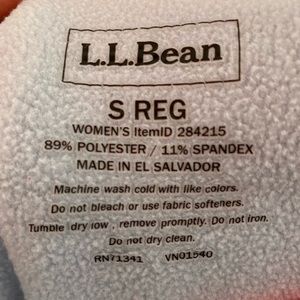 L.L.Bean
S REG
WOMEN'S ItemID 284215
89% POLYESTER / 11% SPANDEX
MADE IN EL SALVADOR
Machine wash cold with like colors.
Do not bleach or use fabric softeners.
Tumble dry low , remove promptly. Do not iron.
Do not dry clean.
RN71341 VN01540